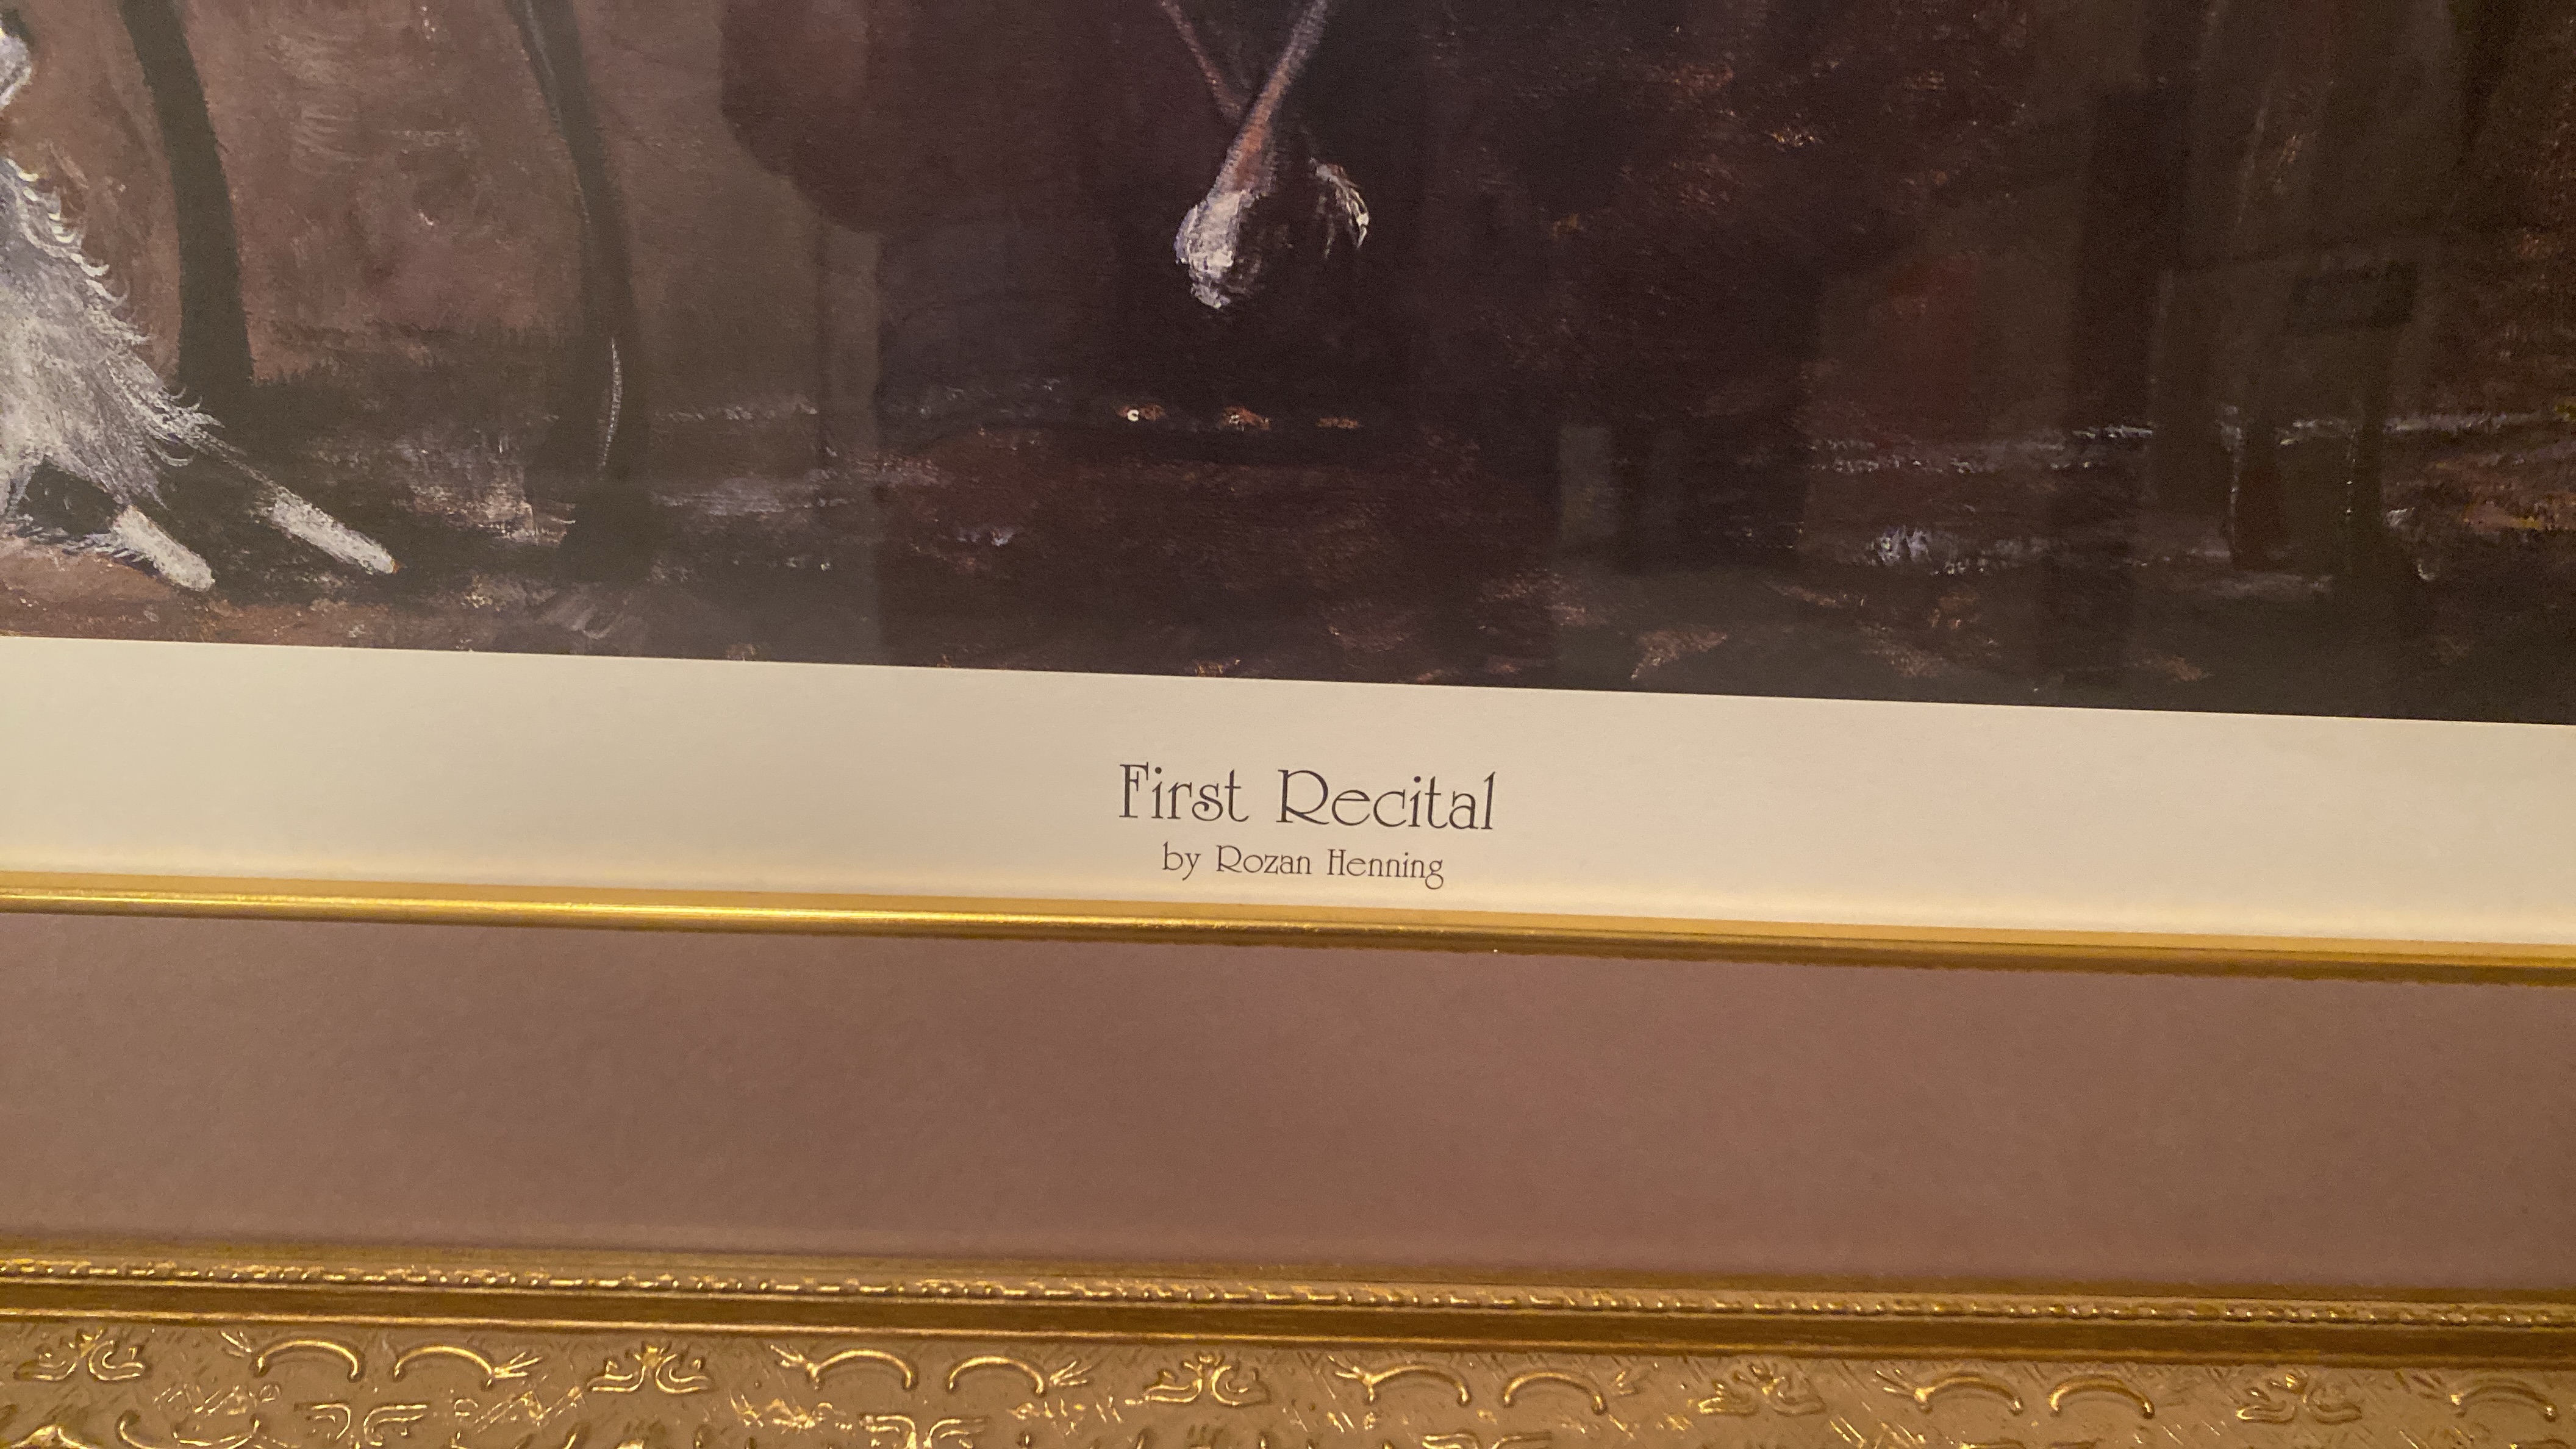 First Recital
by Rozan Henning